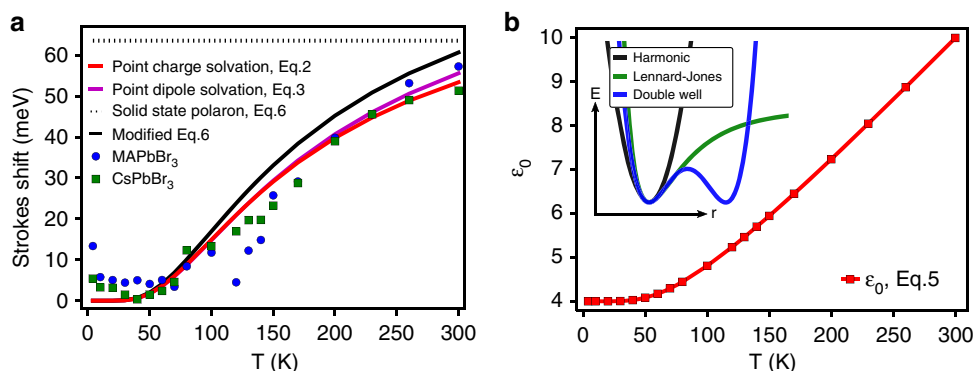 a
Strokes shift (meV)
60
50
40
30
20
10
0
Point charge solvation, Eq.2
Point dipole solvation, Eq.3
Solid state polaron, Eq.6
Modified Eq.6
MAPbBr₃
CsPbBr₃
0 50 100 150 200 250 300
T (K)
b
ε₀
10
9
8
7
6
5
4
Harmonic
Lennard-Jones
Double well
E
r
ε₀, Eq.5
0 50 100 150 200 250 300
T (K)